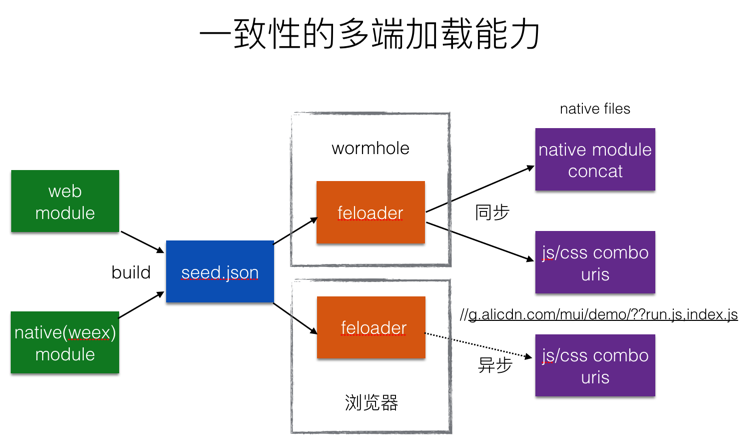 一致性的多端加载能力
native files
wormhole
native module
concat
web
module
feloader
同步
build
seed.json
js/css combo
uris
//g.alicdn.com/mui/demo/??run.js,index.js
native(weex)
module
feloader
异步
js/css combo
uris
浏览器